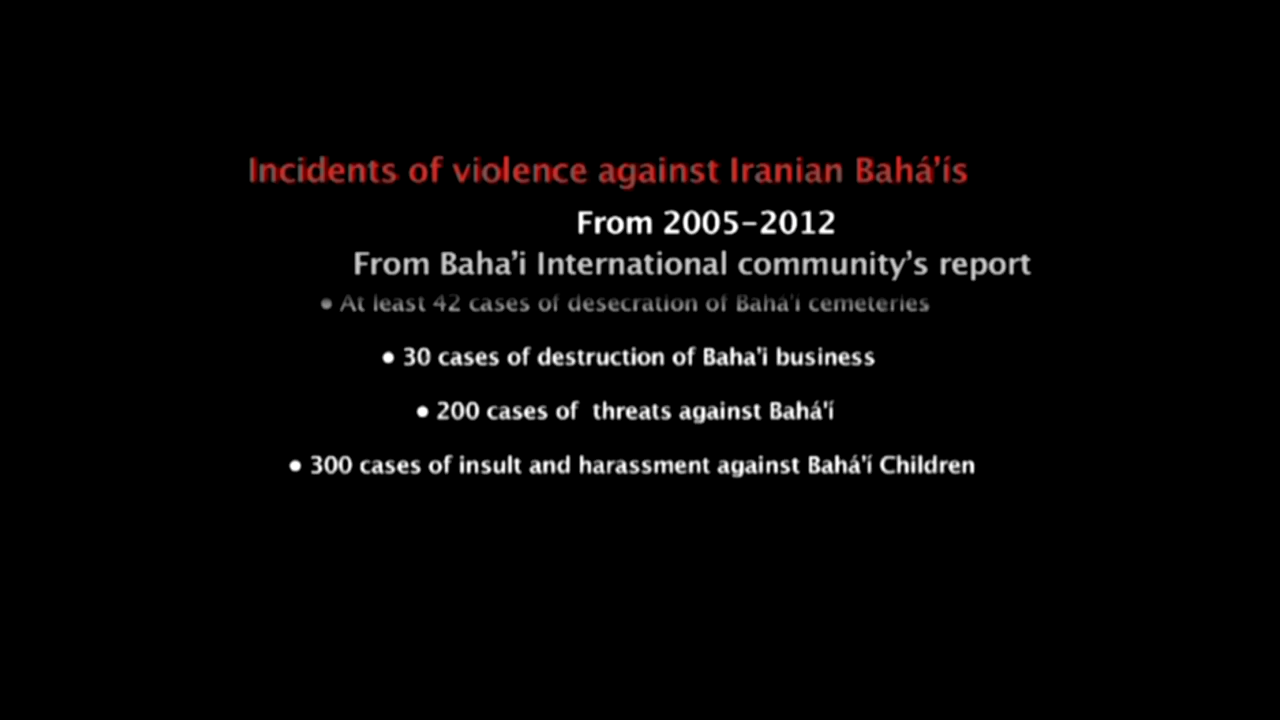 Incidents of violence against Iranian Bahá'ís
From 2005-2012
From Baha’i International community’s report
• At least 42 cases of desecration of Bahá'í cemeteries
• 30 cases of destruction of Baha'i business
• 200 cases of  threats against Bahá'í
• 300 cases of insult and harassment against Bahá'í Children